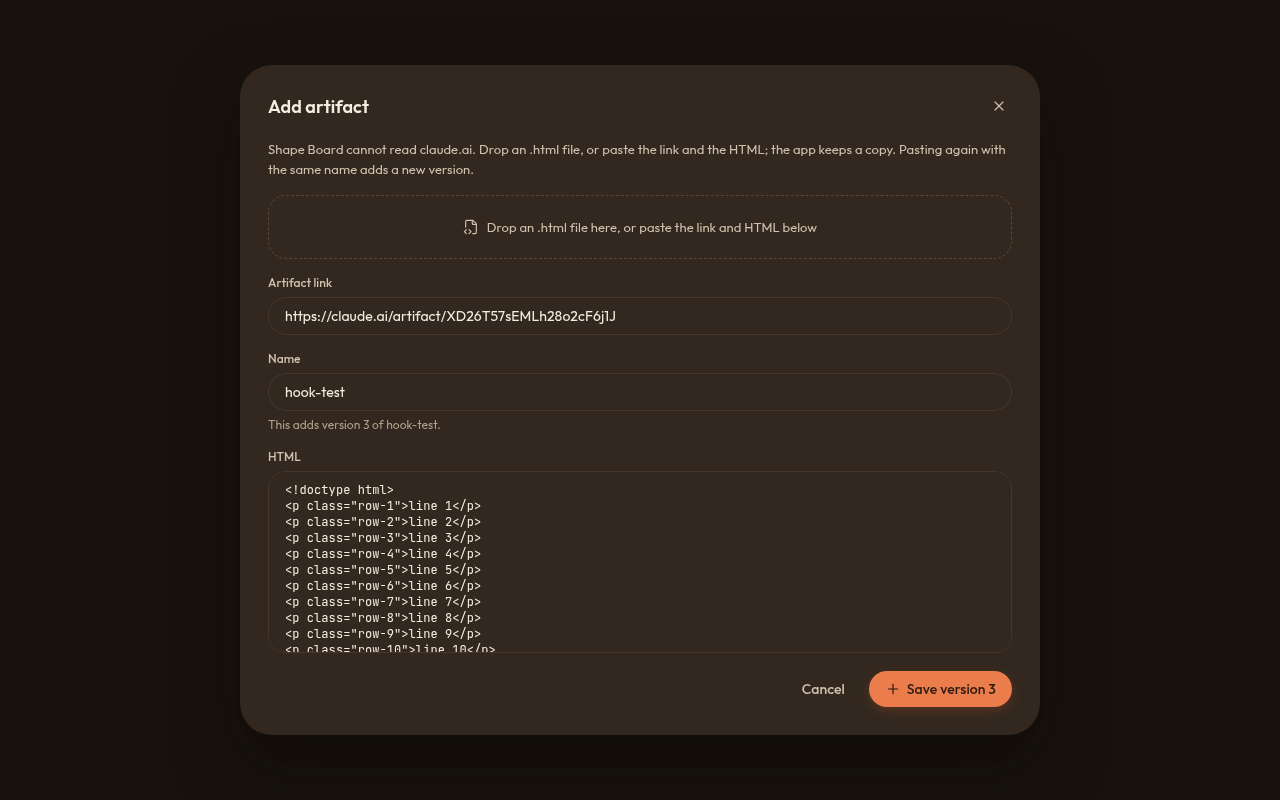 Add artifact
Shape Board cannot read claude.ai. Drop an .html file, or paste the link and the HTML; the app keeps a copy. Pasting again with
the same name adds a new version.
Drop an .html file here, or paste the link and HTML below
Artifact link
https://claude.ai/artifact/XD26T57sEMLh28o2cF6j1J
Name
hook-test
This adds version 3 of hook-test.
HTML
<!doctype html>
<p class="row-1">line 1</p>
<p class="row-2">line 2</p>
<p class="row-3">line 3</p>
<p class="row-4">line 4</p>
<p class="row-5">line 5</p>
<p class="row-6">line 6</p>
<p class="row-7">line 7</p>
<p class="row-8">line 8</p>
<p class="row-9">line 9</p>
<p class="row-10">line 10</p>
Cancel
Save version 3